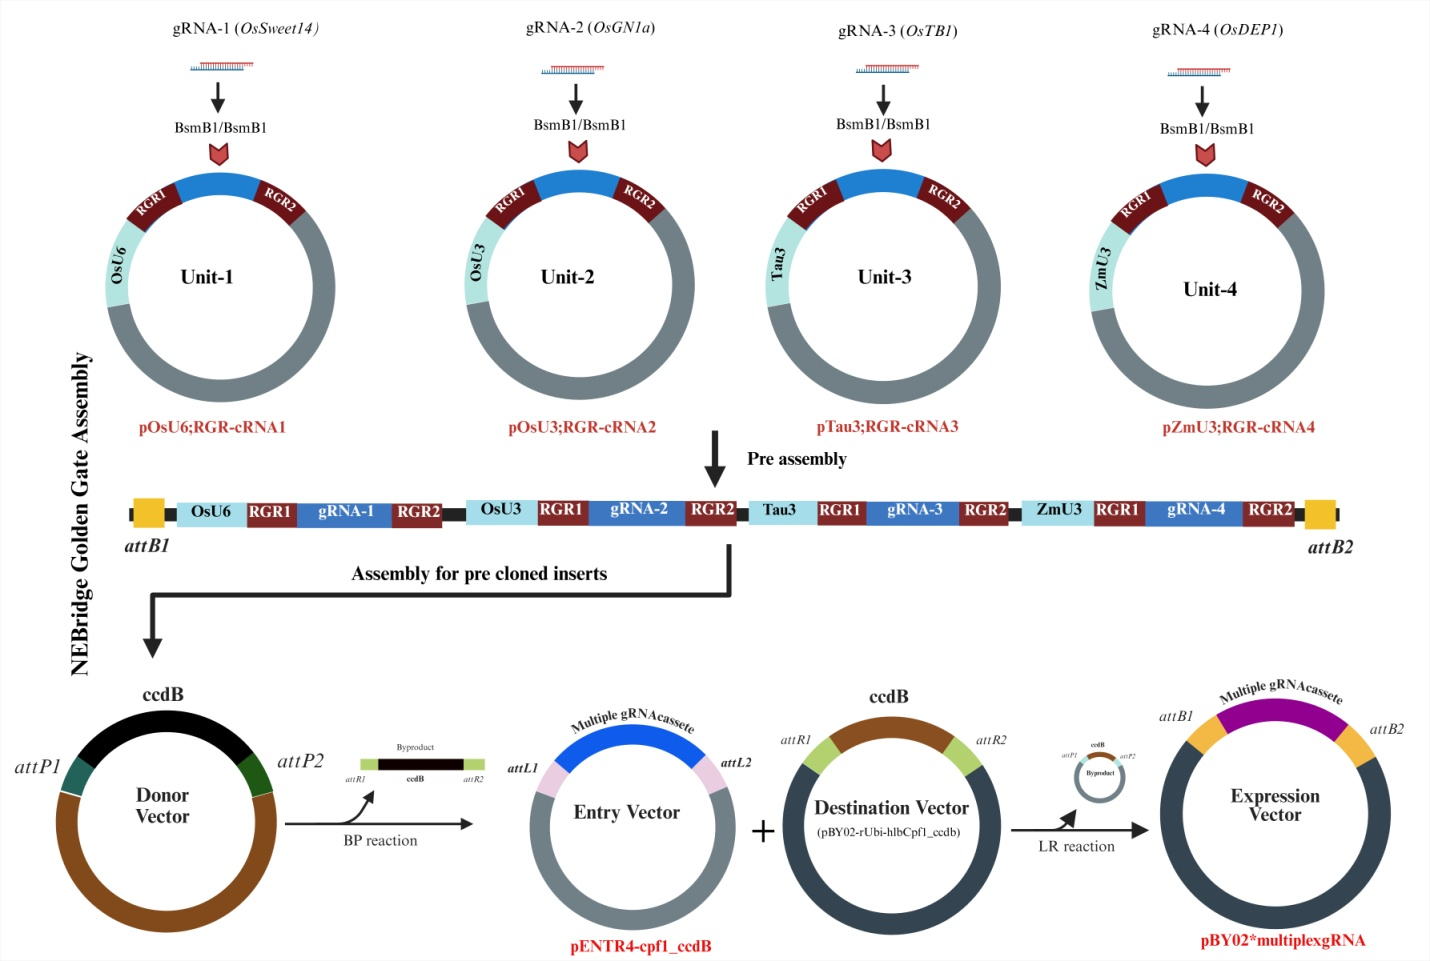 gRNA-1 (OsSweet14)
gRNA-2 (OsGN1a)
gRNA-3 (OsTB1)
gRNA-4 (OsDEP1)
BsmB1/BsmB1
BsmB1/BsmB1
BsmB1/BsmB1
BsmB1/BsmB1
RGR1
RGR2
OsU6
Unit-1
RGR1
RGR2
OsU3
Unit-2
RGR1
RGR2
Tau3
Unit-3
RGR1
RGR2
ZmU3
Unit-4
pOsU6;RGR-cRNA1
pOsU3;RGR-cRNA2
pTau3;RGR-cRNA3
pZmU3;RGR-cRNA4
NEBridge Golden Gate Assembly
Pre assembly
OsU6 RGR1 gRNA-1 RGR2 OsU3 RGR1 gRNA-2 RGR2 Tau3 RGR1 gRNA-3 RGR2 ZmU3 RGR1 gRNA-4 RGR2
attB1
attB2
Assembly for pre cloned inserts
ccdB
attP1
attP2
Donor
Vector
Byproduct
attR1
ccdB
attR2
BP reaction
Multiple gRNAcassete
attL1
attL2
Entry Vector
pENTR4-cpf1_ccdB
+
ccdB
attR1
attR2
Destination Vector
(pBY02-rUbi-hlbCpf1_ccdb)
ccdB
attP1
attP2
Byproduct
LR reaction
Multiple gRNAcassete
attB1
attB2
Expression
Vector
pBY02*multiplexgRNA